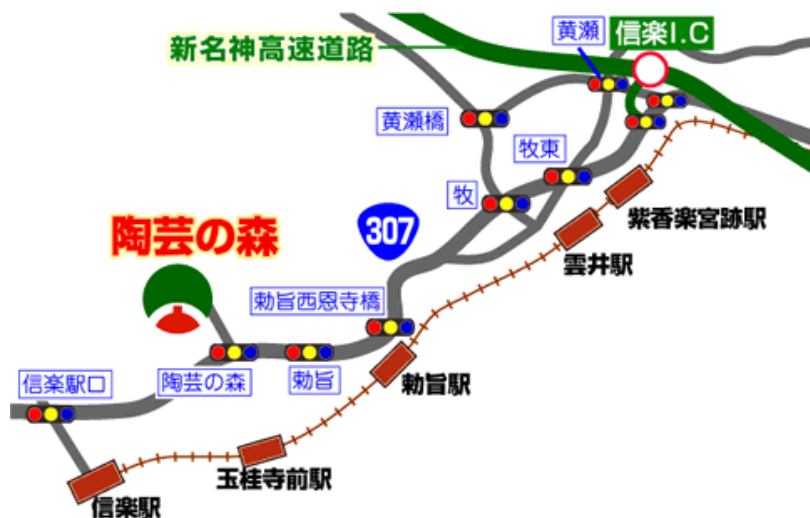 黄瀬
信楽I.C
新名神高速道路
黄瀬橋
牧東
牧
紫香楽宮跡駅
307
陶芸の森
雲井駅
勅旨西恩寺橋
信楽駅口
陶芸の森
勅旨
勅旨駅
玉桂寺前駅
信楽駅